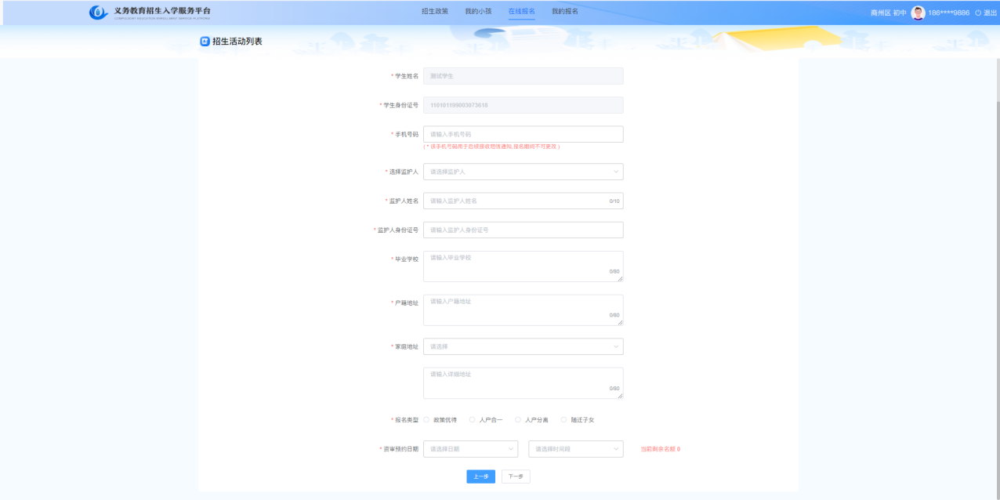 义务教育招生入学服务平台
COMPULSORY EDUCATION ENROLLMENT SERVICE PLATFORM
招生政策 我的小孩 在线报名 我的报名
商州区 初中 186****9886 退出
招生活动列表
* 学生姓名 测试学生
* 学生身份证号 110101199003073618
* 手机号码 请输入手机号码
( * 该手机号码用于后续接收短信通知,报名期间不可更改 )
* 选择监护人 请选择监护人
* 监护人姓名 请输入监护人姓名 0/10
* 监护人身份证号 请输入监护人身份证号
* 毕业学校 请输入毕业学校
0/80
* 户籍地址 请输入户籍地址
0/80
* 家庭地址 请选择
请输入详细地址
0/80
* 报名类型 政策优待 人户合一 人户分离 随迁子女
* 资审预约日期 请选择日期 请选择时间段 当前剩余名额 0
上一步 下一步